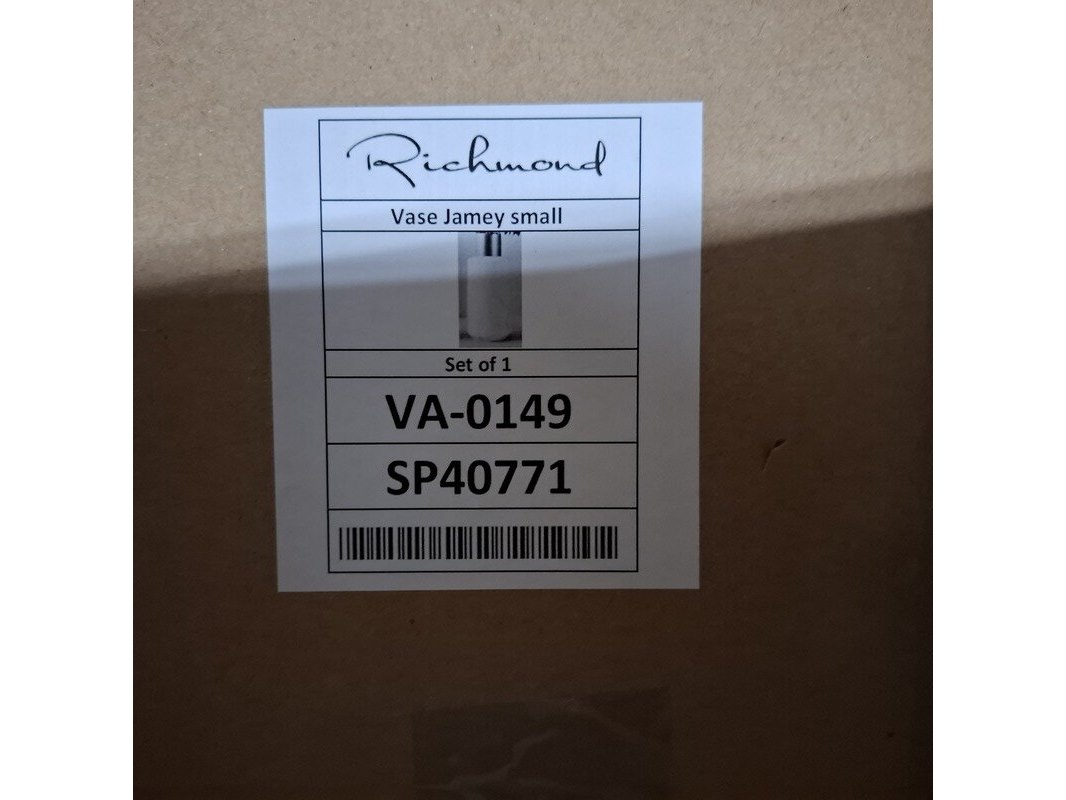 Richmond
Vase Jamey small
Set of 1
VA-0149
SP40771